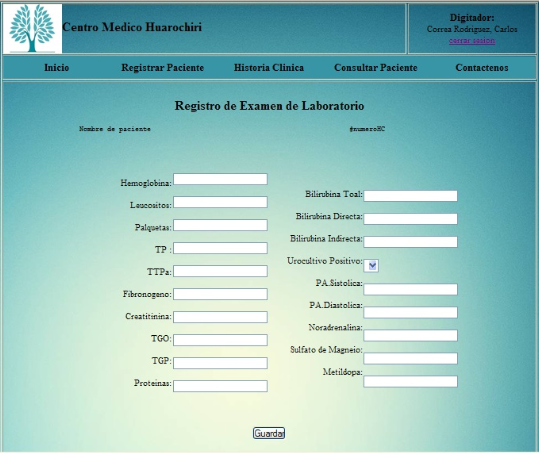 Centro Medico Huarochiri
Digitador:
Correa Rodriguez, Carlos
cerrar sesion
Inicio
Registrar Paciente
Historia Clínica
Consultar Paciente
Contactenos
Registro de Examen de Laboratorio
Nombre de paciente
#numeroHC
Hemoglobina:
Leucositos:
Palquetas:
TP :
TTPa:
Fibronogeno:
Creatitinina:
TGO:
TGP:
Proteinas:
Bilirubina Toal:
Bilirubina Directa:
Bilirubina Indirecta:
Urocultivo Positivo:
PA.Sistolica:
PA.Diastolica:
Noradrenalina:
Sulfato de Magneio:
Metildopa:
Guardar